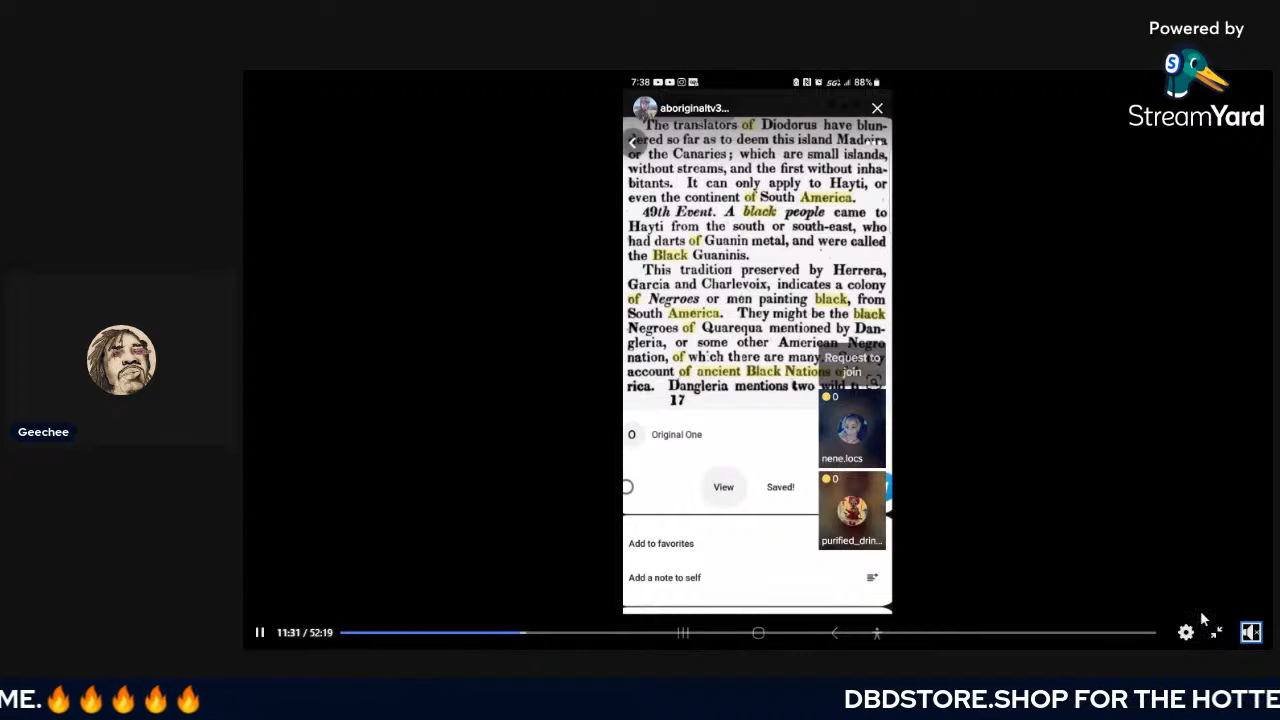 Powered by
StreamYard
7:38
5G 88%
aboriginaltv3...
The translators of Diodorus have blun-
dered so far as to deem this island Madeira
or the Canaries; which are small islands,
without streams, and the first without inha-
bitants. It can only apply to Hayti, or
even the continent of South America.
49th Event. A black people came to
Hayti from the south or south-east, who
had darts of Guanin metal, and were called
the Black Guaninis.
This tradition preserved by Herrera,
Garcia and Charlevoix, indicates a colony
of Negroes or men painting black, from
South America. They might be the black
Negroes of Quarequa mentioned by Dan-
gleria, or some other American Negro
nation, of which there are many
account of ancient Black Nations
rica. Dangleria mentions two wild
17
Request to
join
0
nene.locs
0
purified_drin...
O Original One
View Saved!
Add to favorites
Add a note to self
Geechee
11:31 / 52:19
ME.🔥🔥🔥🔥🔥
DBDSTORE.SHOP FOR THE HOTTE